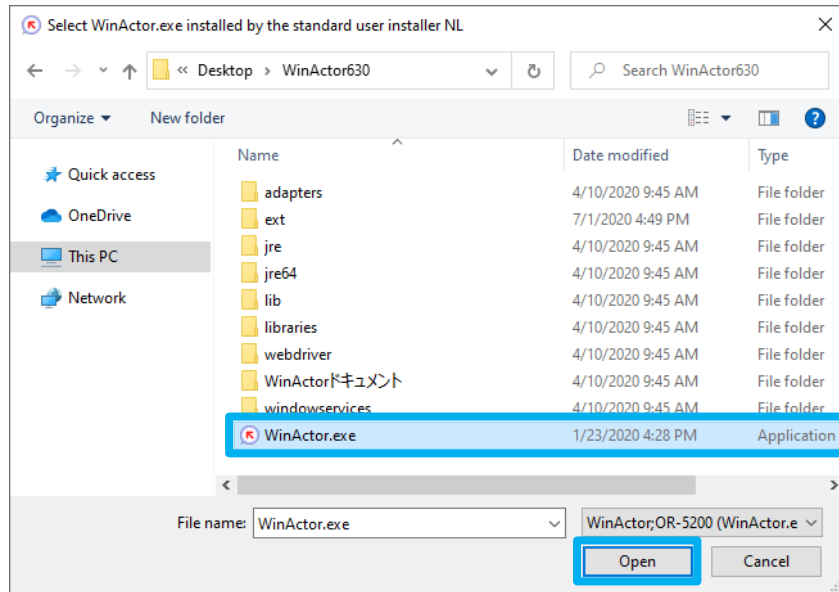 Select WinActor.exe installed by the standard user installer NL
« Desktop › WinActor630
Search WinActor630
Organize
New folder
Name Date modified Type
Quick access
OneDrive
This PC
Network
adapters 4/10/2020 9:45 AM File folder
ext 7/1/2020 4:49 PM File folder
jre 4/10/2020 9:45 AM File folder
jre64 4/10/2020 9:45 AM File folder
lib 4/10/2020 9:45 AM File folder
libraries 4/10/2020 9:45 AM File folder
webdriver 4/10/2020 9:45 AM File folder
WinActorドキュメント 4/10/2020 9:45 AM File folder
windowservices 4/10/2020 9:45 AM File folder
WinActor.exe 1/23/2020 4:28 PM Application
File name: WinActor.exe WinActor;OR-5200 (WinActor.e
Open Cancel